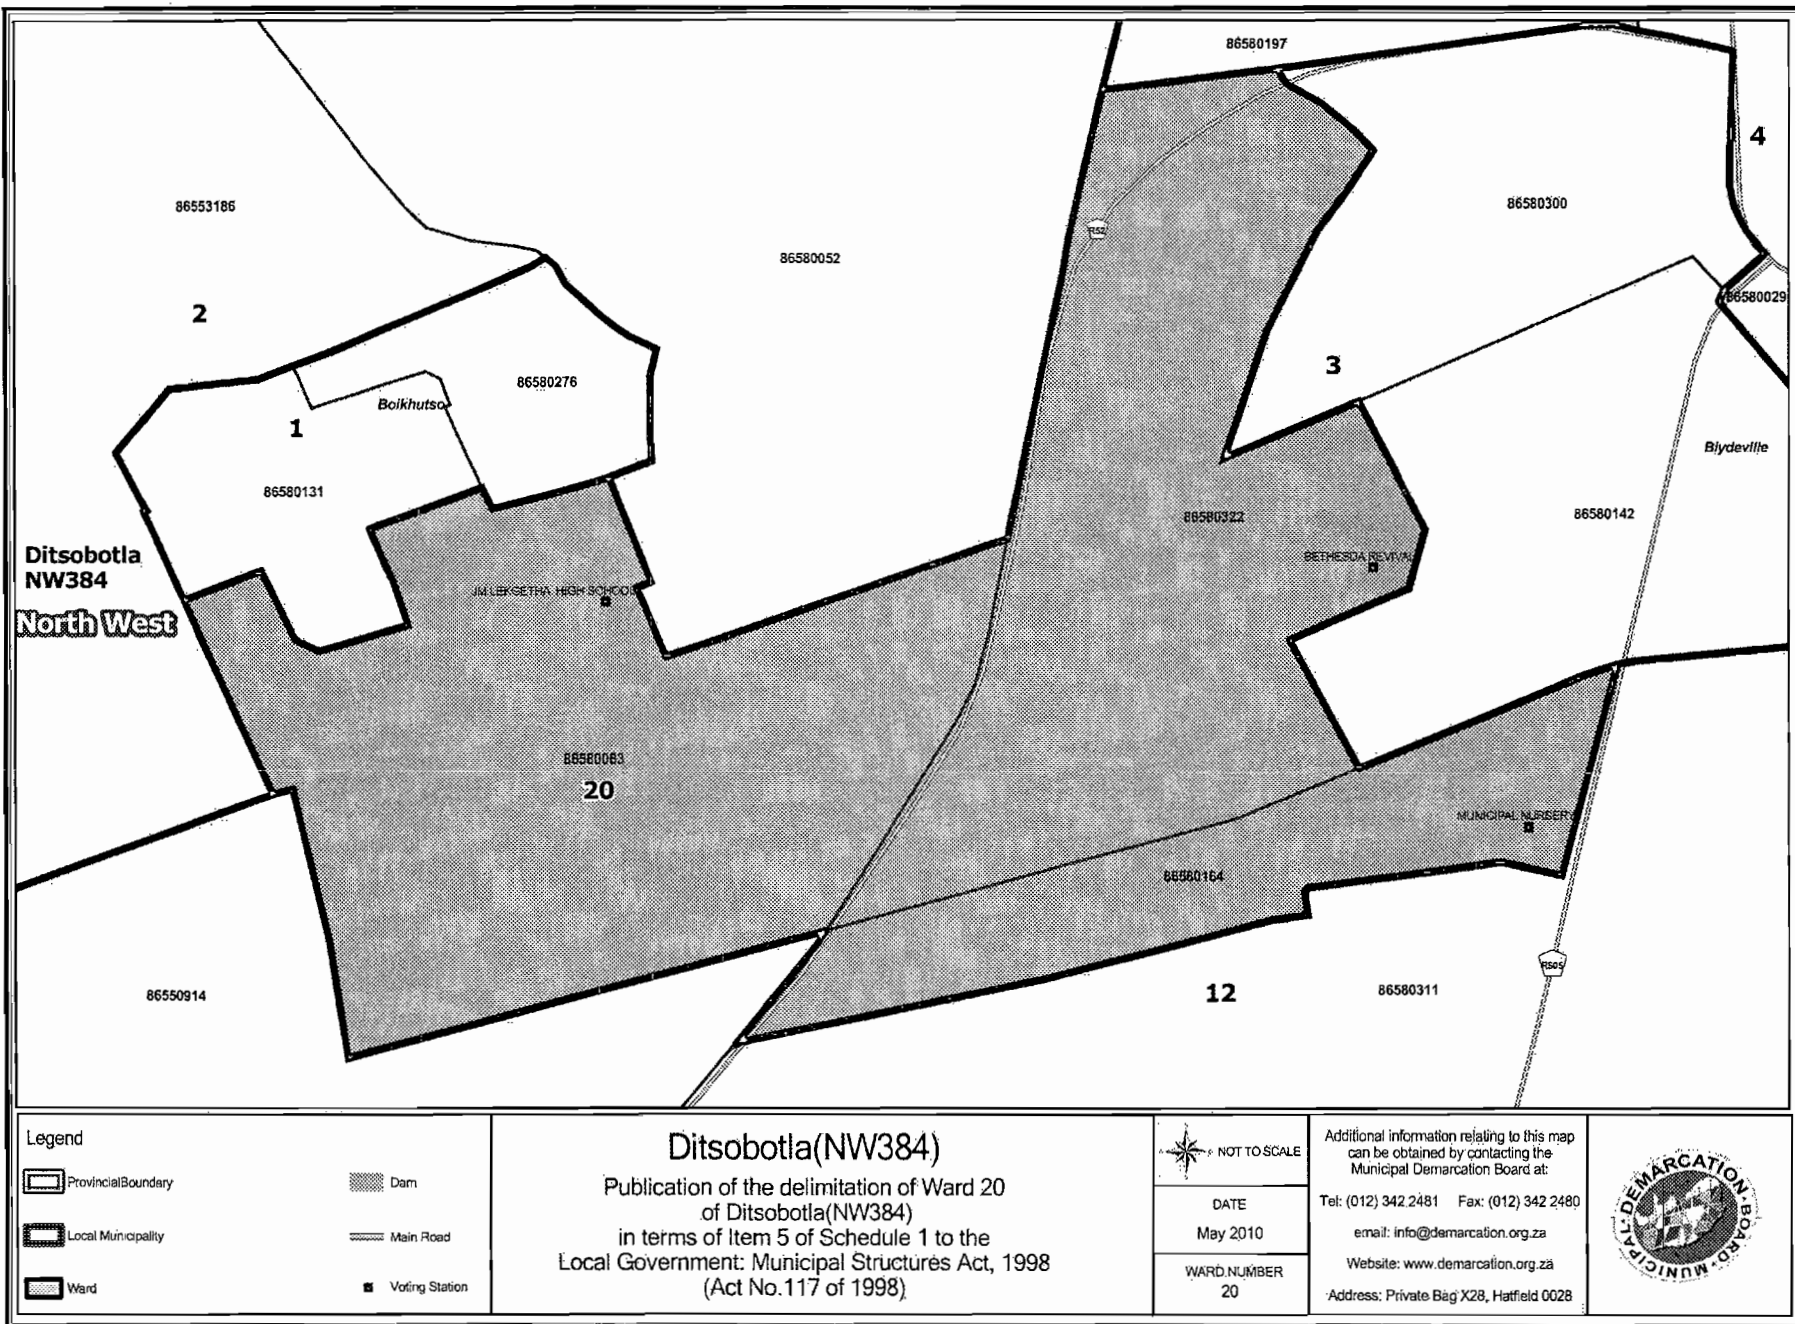 86580197
4
86553186
86580300
R52
86580052
86580029
2
3
86580276
Boikhutso
1
Blydeville
86580131
86580322
86580142
Ditsobotla
NW384
BETHESDA REVIVAL
JM LEKGETHA HIGH SCHOOL
North West
86580063
20
MUNICIPAL NURSERY
86580164
R505
86550914
12
86580311
Legend
ProvincialBoundary
Dam
Local Municipality
Main Road
Ward
Voting Station
Ditsobotla(NW384)
Publication of the delimitation of Ward 20
of Ditsobotla(NW384)
in terms of Item 5 of Schedule 1 to the
Local Government: Municipal Structures Act, 1998
(Act No.117 of 1998)
NOT TO SCALE
DATE
May 2010
WARD NUMBER
20
Additional information relating to this map
can be obtained by contacting the
Municipal Demarcation Board at:
Tel: (012) 342 2481 Fax: (012) 342 2480
email: info@demarcation.org.za
Website: www.demarcation.org.za
Address: Private Bag X28, Hatfield 0028
MUNICIPAL DEMARCATION BOARD